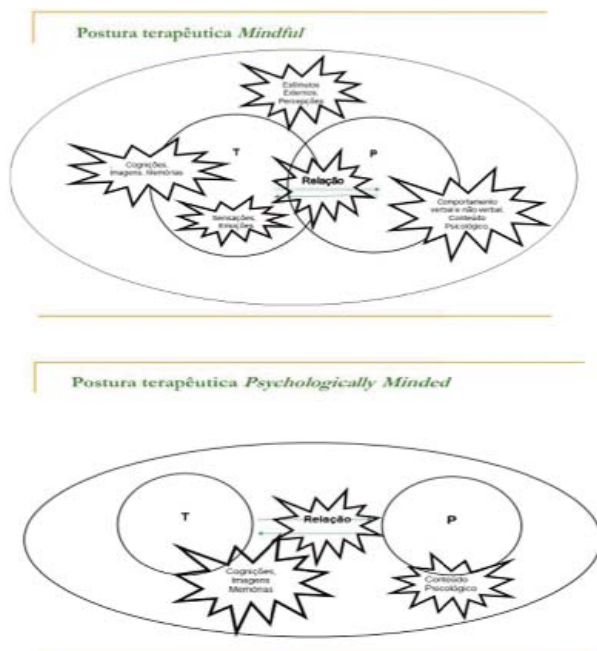 Postura terapêutica Mindful
Estímulos
Externos,
Percepções
T
P
Cognições,
Imagens, Memórias
Relação
Sensações,
Emoções
Comportamento
verbal e não verbal,
Conteúdo
Psicológico
Postura terapêutica Psychologically Minded
T
Relação
P
Cognições,
Imagens
Memórias
Conteúdo
Psicológico